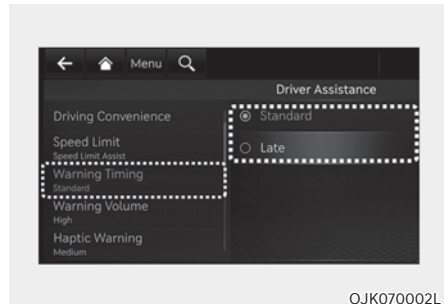 Menu
Driver Assistance
Driving Convenience
Speed Limit
Speed Limit Assist
Warning Timing
Standard
Warning Volume
High
Haptic Warning
Medium
Standard
Late
OJK070002L